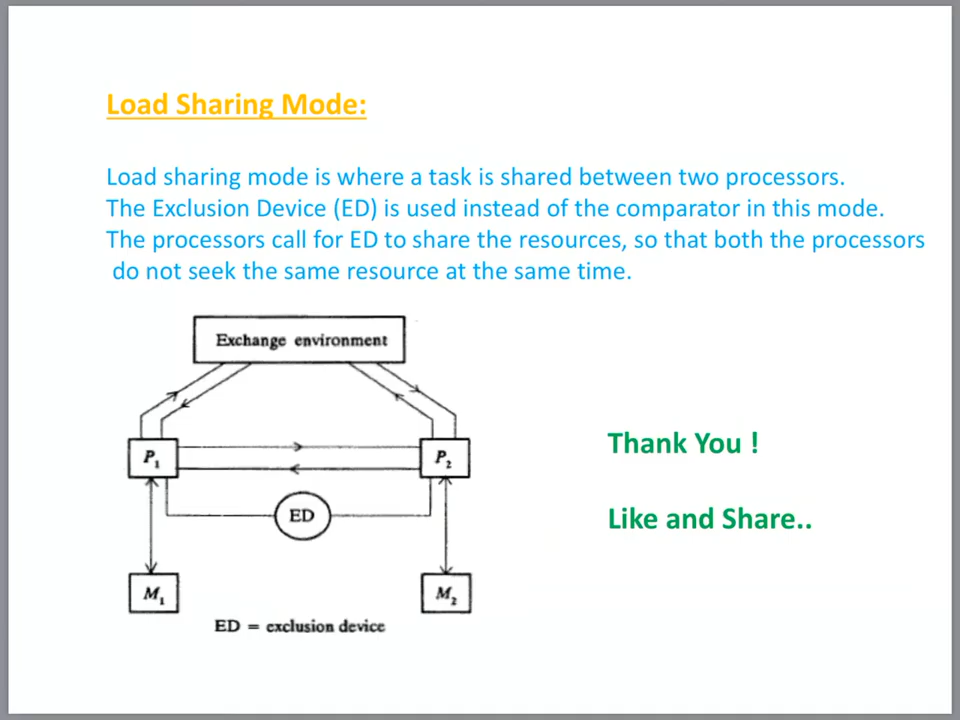 Load Sharing Mode:
Load sharing mode is where a task is shared between two processors.
The Exclusion Device (ED) is used instead of the comparator in this mode.
The processors call for ED to share the resources, so that both the processors
do not seek the same resource at the same time.
Exchange environment
P1
P2
Thank You !
ED
Like and Share..
M1
M2
ED = exclusion device